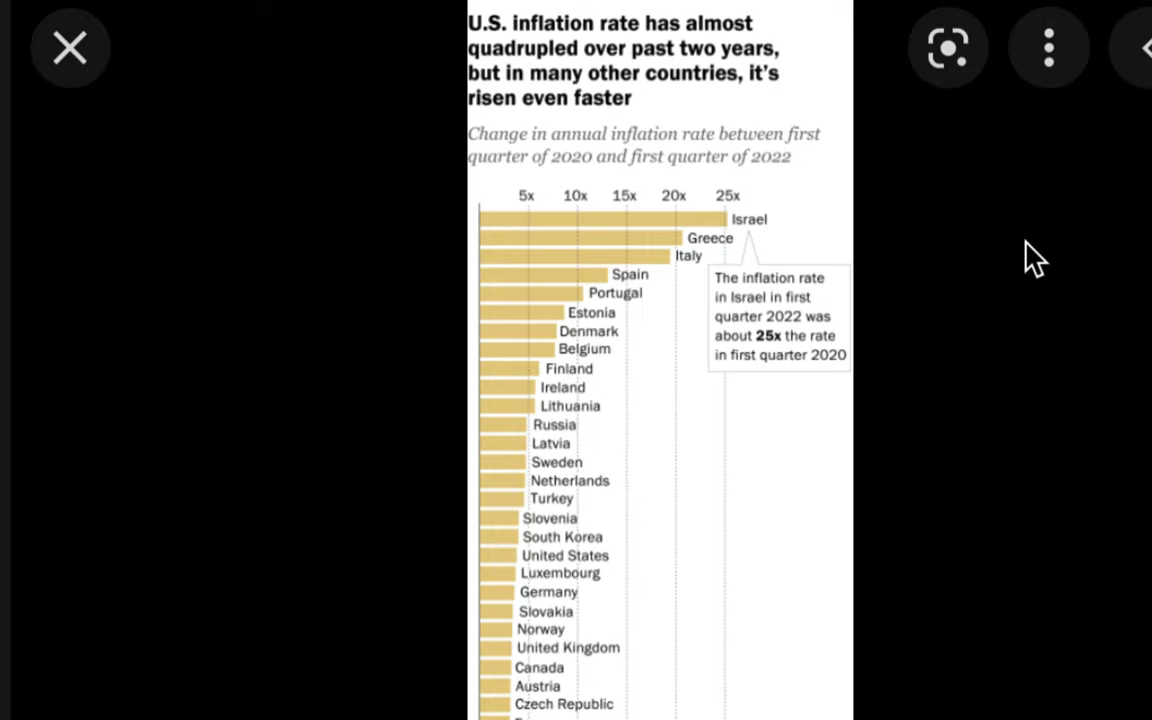 U.S. inflation rate has almost
quadrupled over past two years,
but in many other countries, it's
risen even faster
Change in annual inflation rate between first
quarter of 2020 and first quarter of 2022
5x 10x 15x 20x 25x
Israel
Greece
Italy
Spain
Portugal
Estonia
Denmark
Belgium
Finland
Ireland
Lithuania
Russia
Latvia
Sweden
Netherlands
Turkey
Slovenia
South Korea
United States
Luxembourg
Germany
Slovakia
Norway
United Kingdom
Canada
Austria
Czech Republic
The inflation rate
in Israel in first
quarter 2022 was
about 25x the rate
in first quarter 2020